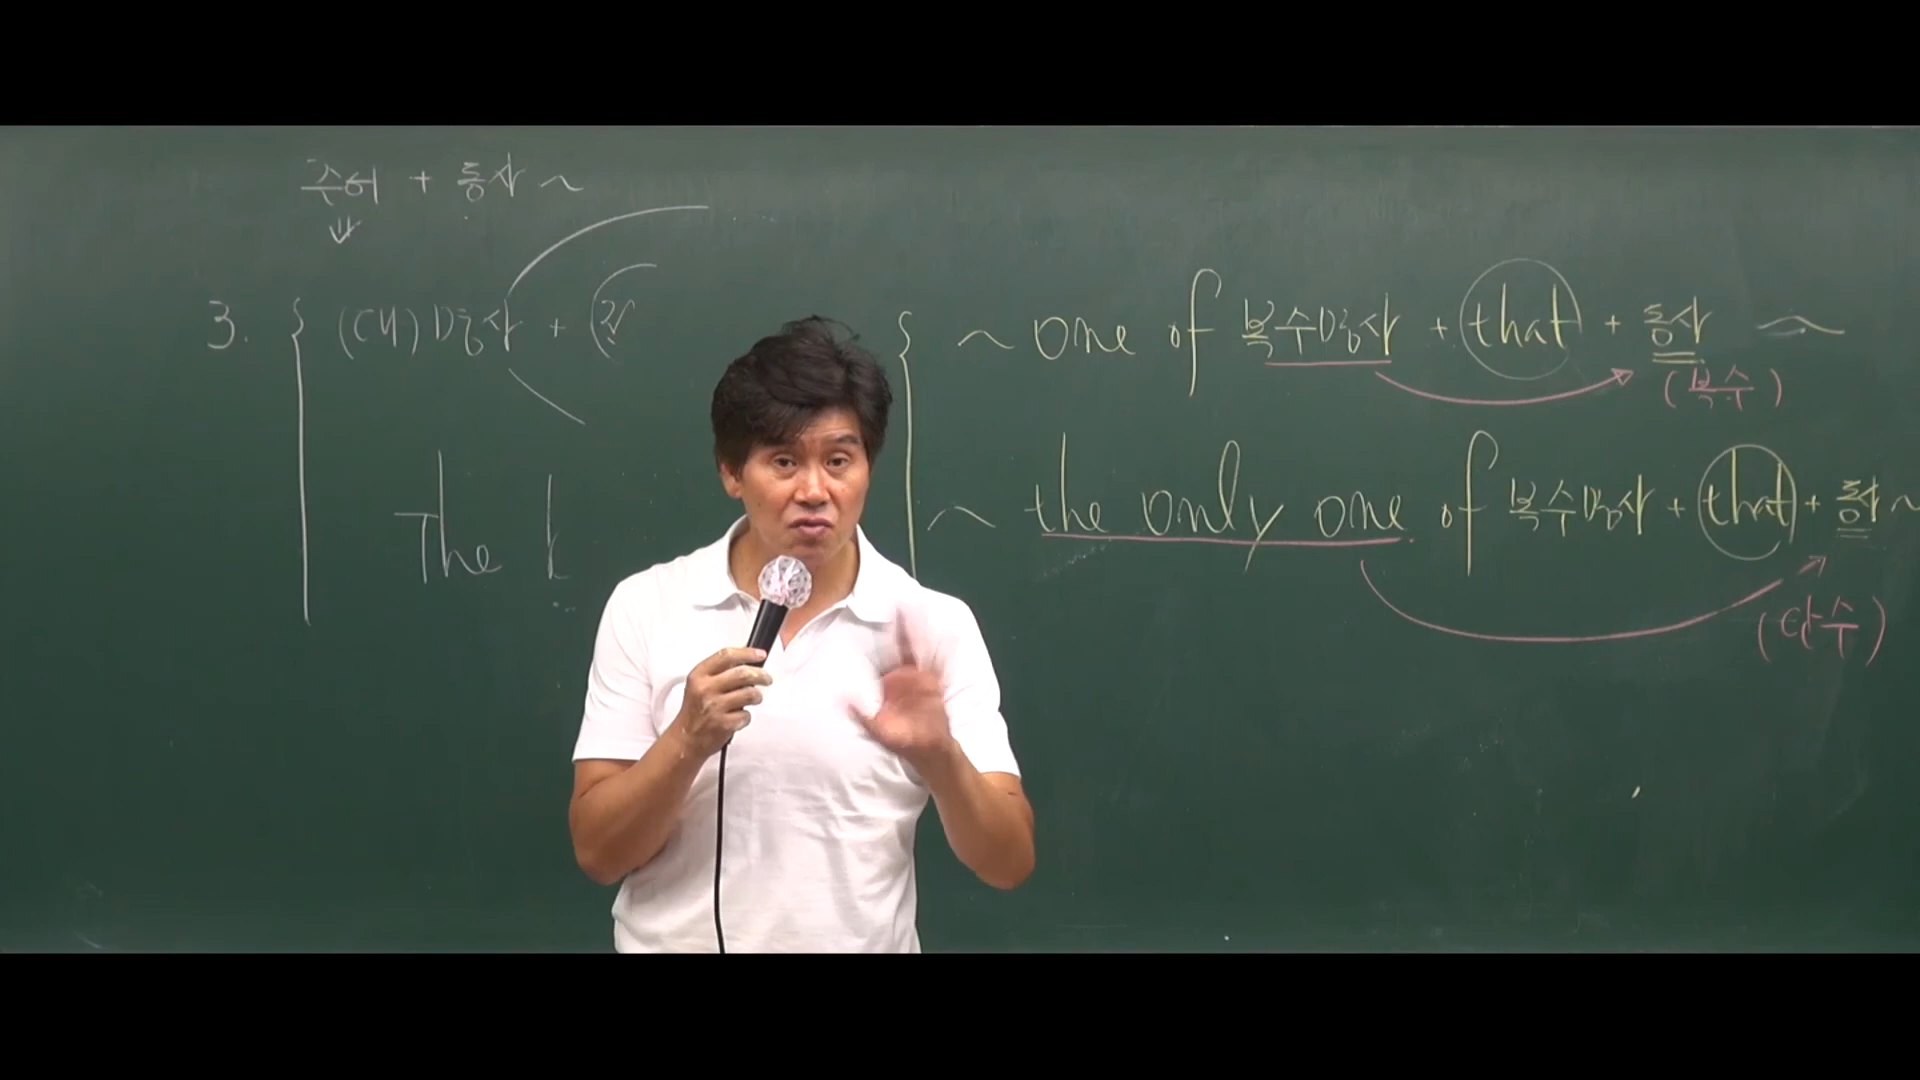 주어 + 동사 ~
3. { (대)명사 + (전
The
{ ~ one of 복수명사 + that + 동사 ~
(복수)
~ the only one of 복수명사 + that + 동사 ~
(단수)